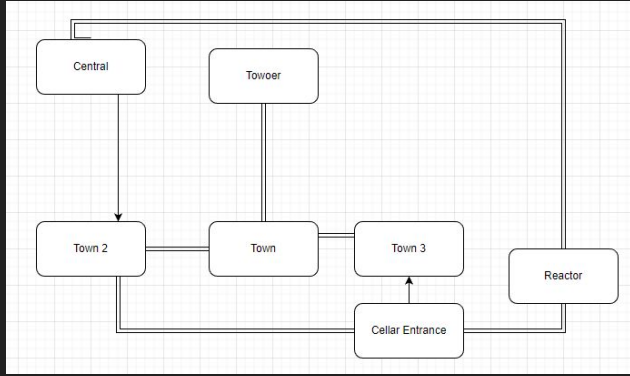 Central
Towoer
Town 2
Town
Town 3
Reactor
Cellar Entrance